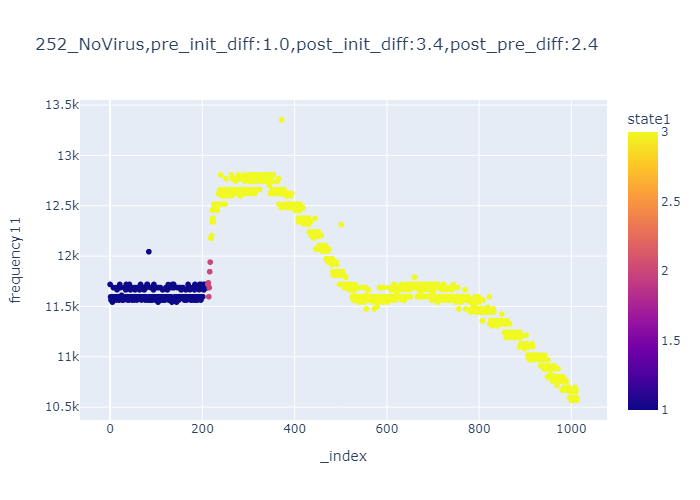 252_NoVirus,pre_init_diff:1.0,post_init_diff:3.4,post_pre_diff:2.4
state1
13.5k
13k
12.5k
12k
11.5k
11k
10.5k
frequency11
0
200
400
600
800
1000
_index
3
2.5
2
1.5
1